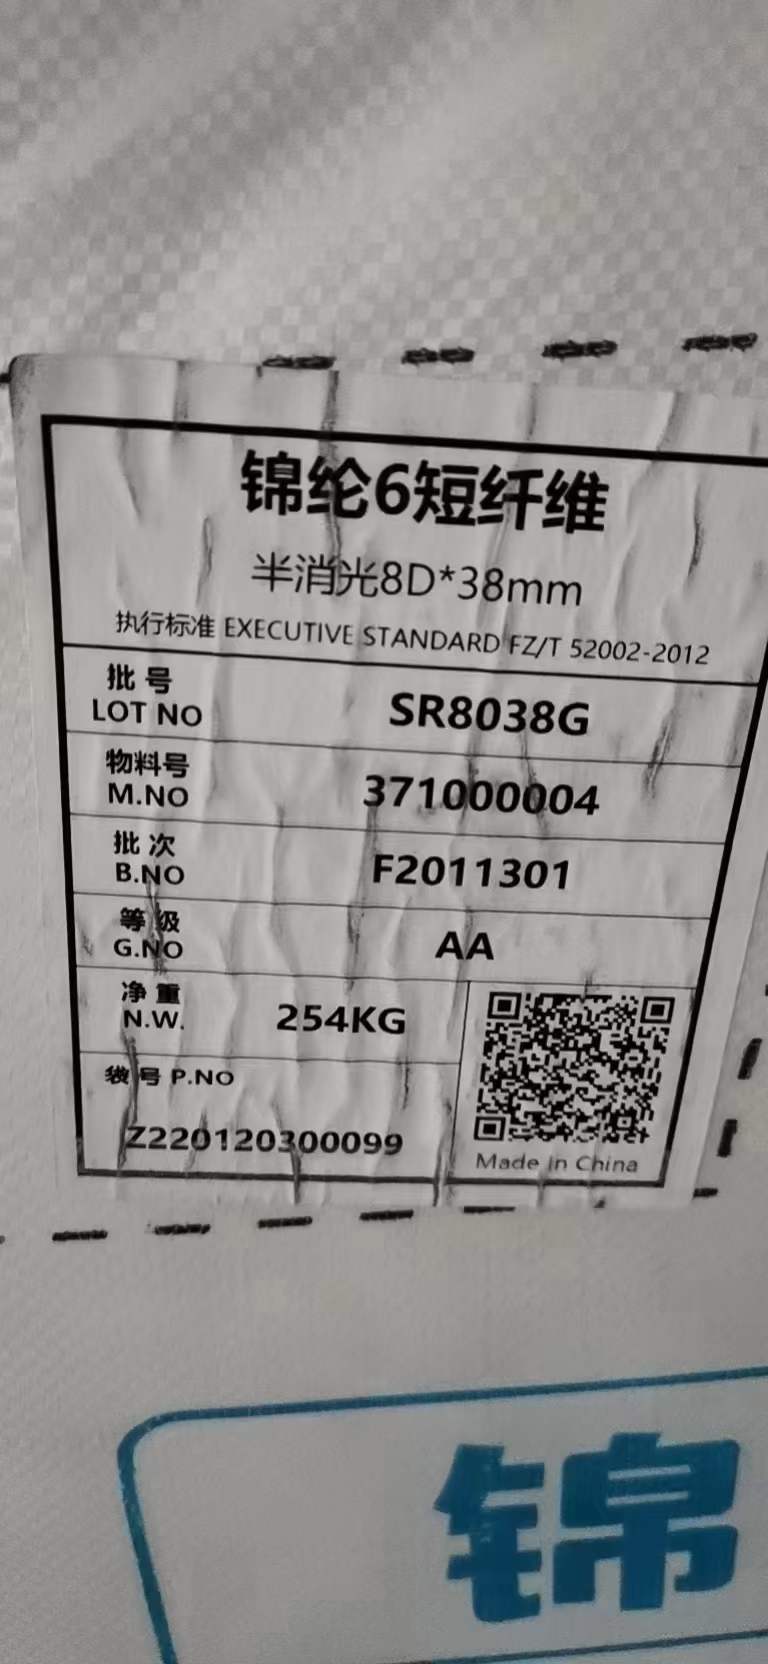 锦纶6短纤维
半消光8D*38mm
执行标准 EXECUTIVE STANDARD FZ/T 52002-2012
批 号
LOT NO
SR8038G
物料号
M.NO
371000004
批 次
B.NO
F2011301
等 级
G.NO
AA
净 重
N.W.
254KG
袋 号 P.NO
Z220120300099
Made in China
锦